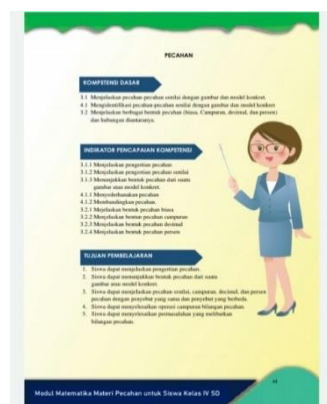 PECAHAN
KOMPETENSI DASAR
3.1 Menjelaskan pecahan-pecahan senilai dengan gambar dan model konkret.
4.1 Mengidentifikasi pecahan-pecahan senilai dengan gambar dan model konkret
3.2 Menjelaskan berbagai bentuk pecahan (biasa, Campuran, decimal, dan persen)
dan hubungan diantaranya.
INDIKATOR PENCAPAIAN KOMPETENSI
3.1.1 Menjelaskan pengertian pecahan
3.1.2 Menjelaskan pengertian pecahan senilai
3.1.3 Menunjukkan bentuk pecahan dari suatu
gambar atau model konkret.
4.1.1 Menyederhanakan pecahan
4.1.2 Membandingkan pecahan.
3.2.1 Mejelaskan bentuk pecahan biasa
3.2.2 Menjelaskan bentuk pecahan campuran
3.2.3 Menjelaskan bentuk pecahan decimal
3.2.4 Menjelaskan bentuk pecahan persen
TUJUAN PEMBELAJARAN
1. Siswa dapat menjelaskan pengertian pecahan.
2. Siswa dapat menunjukkan bentuk pecahan dari suatu
gambar atau model konkret
3. Siswa dapat menjelaskan pecahan senilai, campuran, decimal, dan persen
pecahan dengan penyebut yang sama dan penyebut yang berbeda.
4. Siswa dapat menyelesaikan operasi campuran bilangan pecahan.
5. Siswa dapat menyelesaikan permasalahan yang melibatkan
bilangan pecahan.
Modul Matematika Materi Pecahan untuk Siswa Kelas IV SD